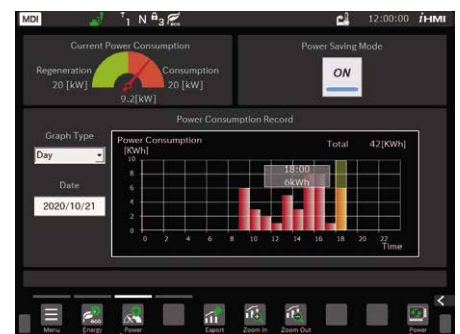 MDI T1 N 3 eco 12:00:00 iHMI
Current Power Consumption
Power Saving Mode
Regeneration
20 [kW]
Consumption
20 [kW]
9.2[kW]
ON
Power Consumption Record
Graph Type
Day
Date
2020/10/21
Power Consumption
[KWh]
Total 42[KWh]
18:00
6kWh
10
8
6
4
2
0
0 2 4 6 8 10 12 14 16 18 20 22
Time
Menu Energy Power Export Zoom In Zoom Out Power